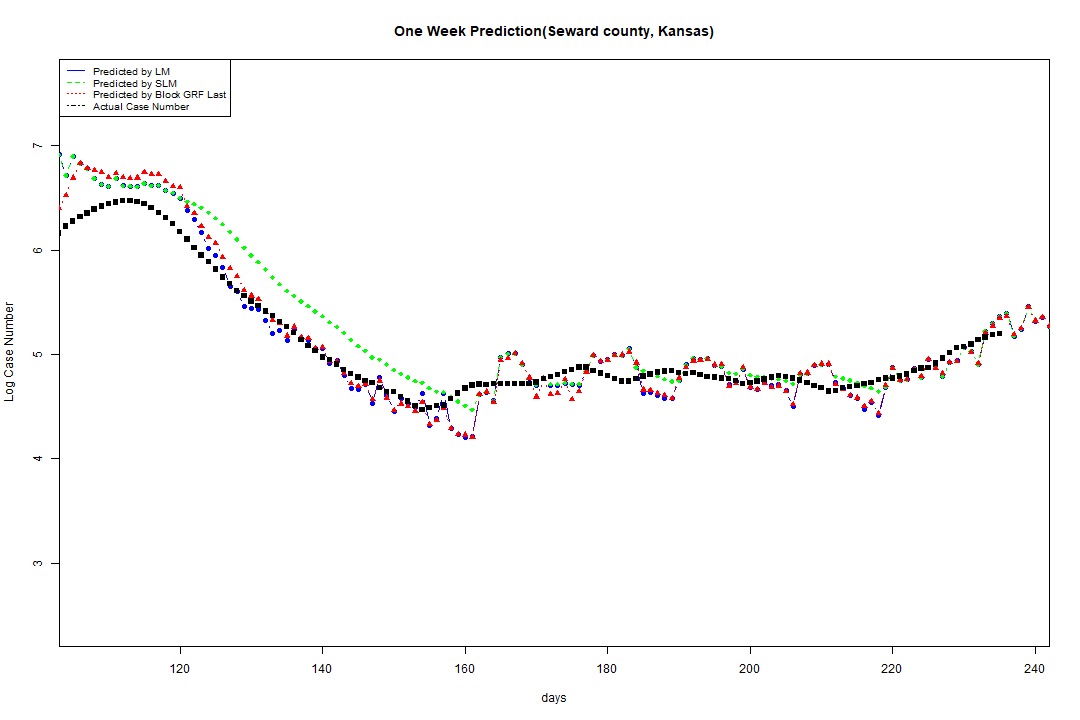 One Week Prediction(Seward county, Kansas)
Predicted by LM
Predicted by SLM
Predicted by Block GRF Last
Actual Case Number
7
6
5
4
3
Log Case Number
120 140 160 180 200 220 240
days